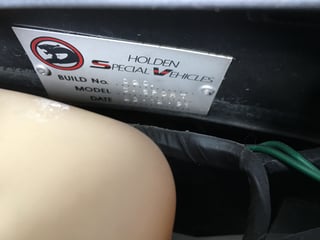 HOLDEN
SPECIAL VEHICLES
BUILD No.
MODEL
DATE